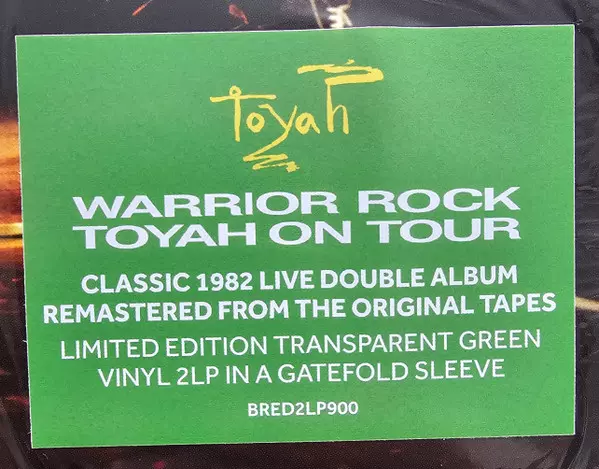 toyah
WARRIOR ROCK
TOYAH ON TOUR
CLASSIC 1982 LIVE DOUBLE ALBUM
REMASTERED FROM THE ORIGINAL TAPES
LIMITED EDITION TRANSPARENT GREEN
VINYL 2LP IN A GATEFOLD SLEEVE
BRED2LP900